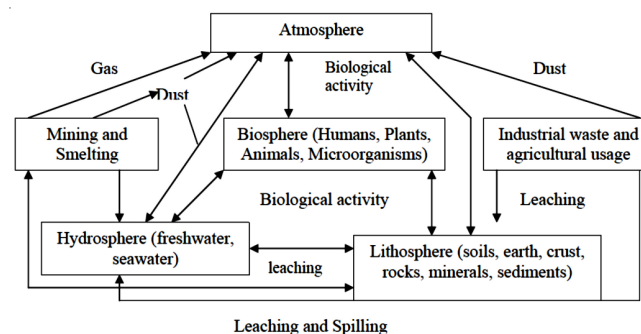 Atmosphere
Gas
Biological
activity
Dust
Dust
Mining and
Smelting
Biosphere (Humans, Plants,
Animals, Microorganisms)
Industrial waste and
agricultural usage
Biological activity
Leaching
Hydrosphere (freshwater,
seawater)
leaching
Lithosphere (soils, earth, crust,
rocks, minerals, sediments)
Leaching and Spilling